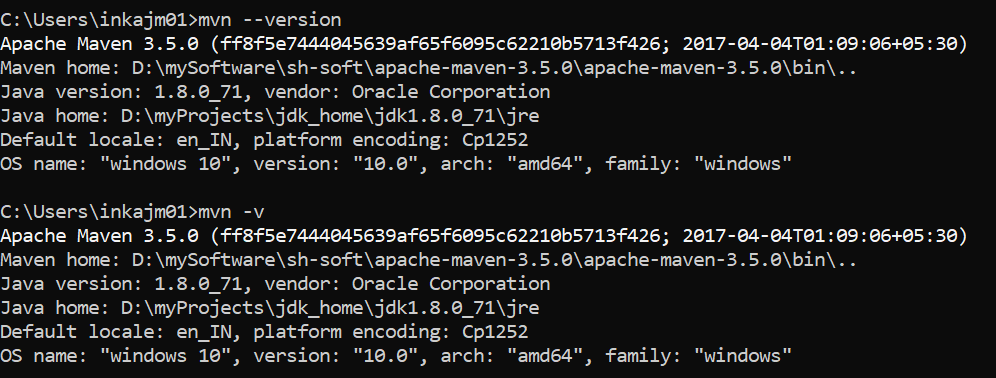 C:\Users\inkajm01>mvn --version
Apache Maven 3.5.0 (ff8f5e7444045639af65f6095c62210b5713f426; 2017-04-04T01:09:06+05:30)
Maven home: D:\mySoftware\sh-soft\apache-maven-3.5.0\apache-maven-3.5.0\bin\..
Java version: 1.8.0_71, vendor: Oracle Corporation
Java home: D:\myProjects\jdk_home\jdk1.8.0_71\jre
Default locale: en_IN, platform encoding: Cp1252
OS name: "windows 10", version: "10.0", arch: "amd64", family: "windows"
C:\Users\inkajm01>mvn -v
Apache Maven 3.5.0 (ff8f5e7444045639af65f6095c62210b5713f426; 2017-04-04T01:09:06+05:30)
Maven home: D:\mySoftware\sh-soft\apache-maven-3.5.0\apache-maven-3.5.0\bin\..
Java version: 1.8.0_71, vendor: Oracle Corporation
Java home: D:\myProjects\jdk_home\jdk1.8.0_71\jre
Default locale: en_IN, platform encoding: Cp1252
OS name: "windows 10", version: "10.0", arch: "amd64", family: "windows"